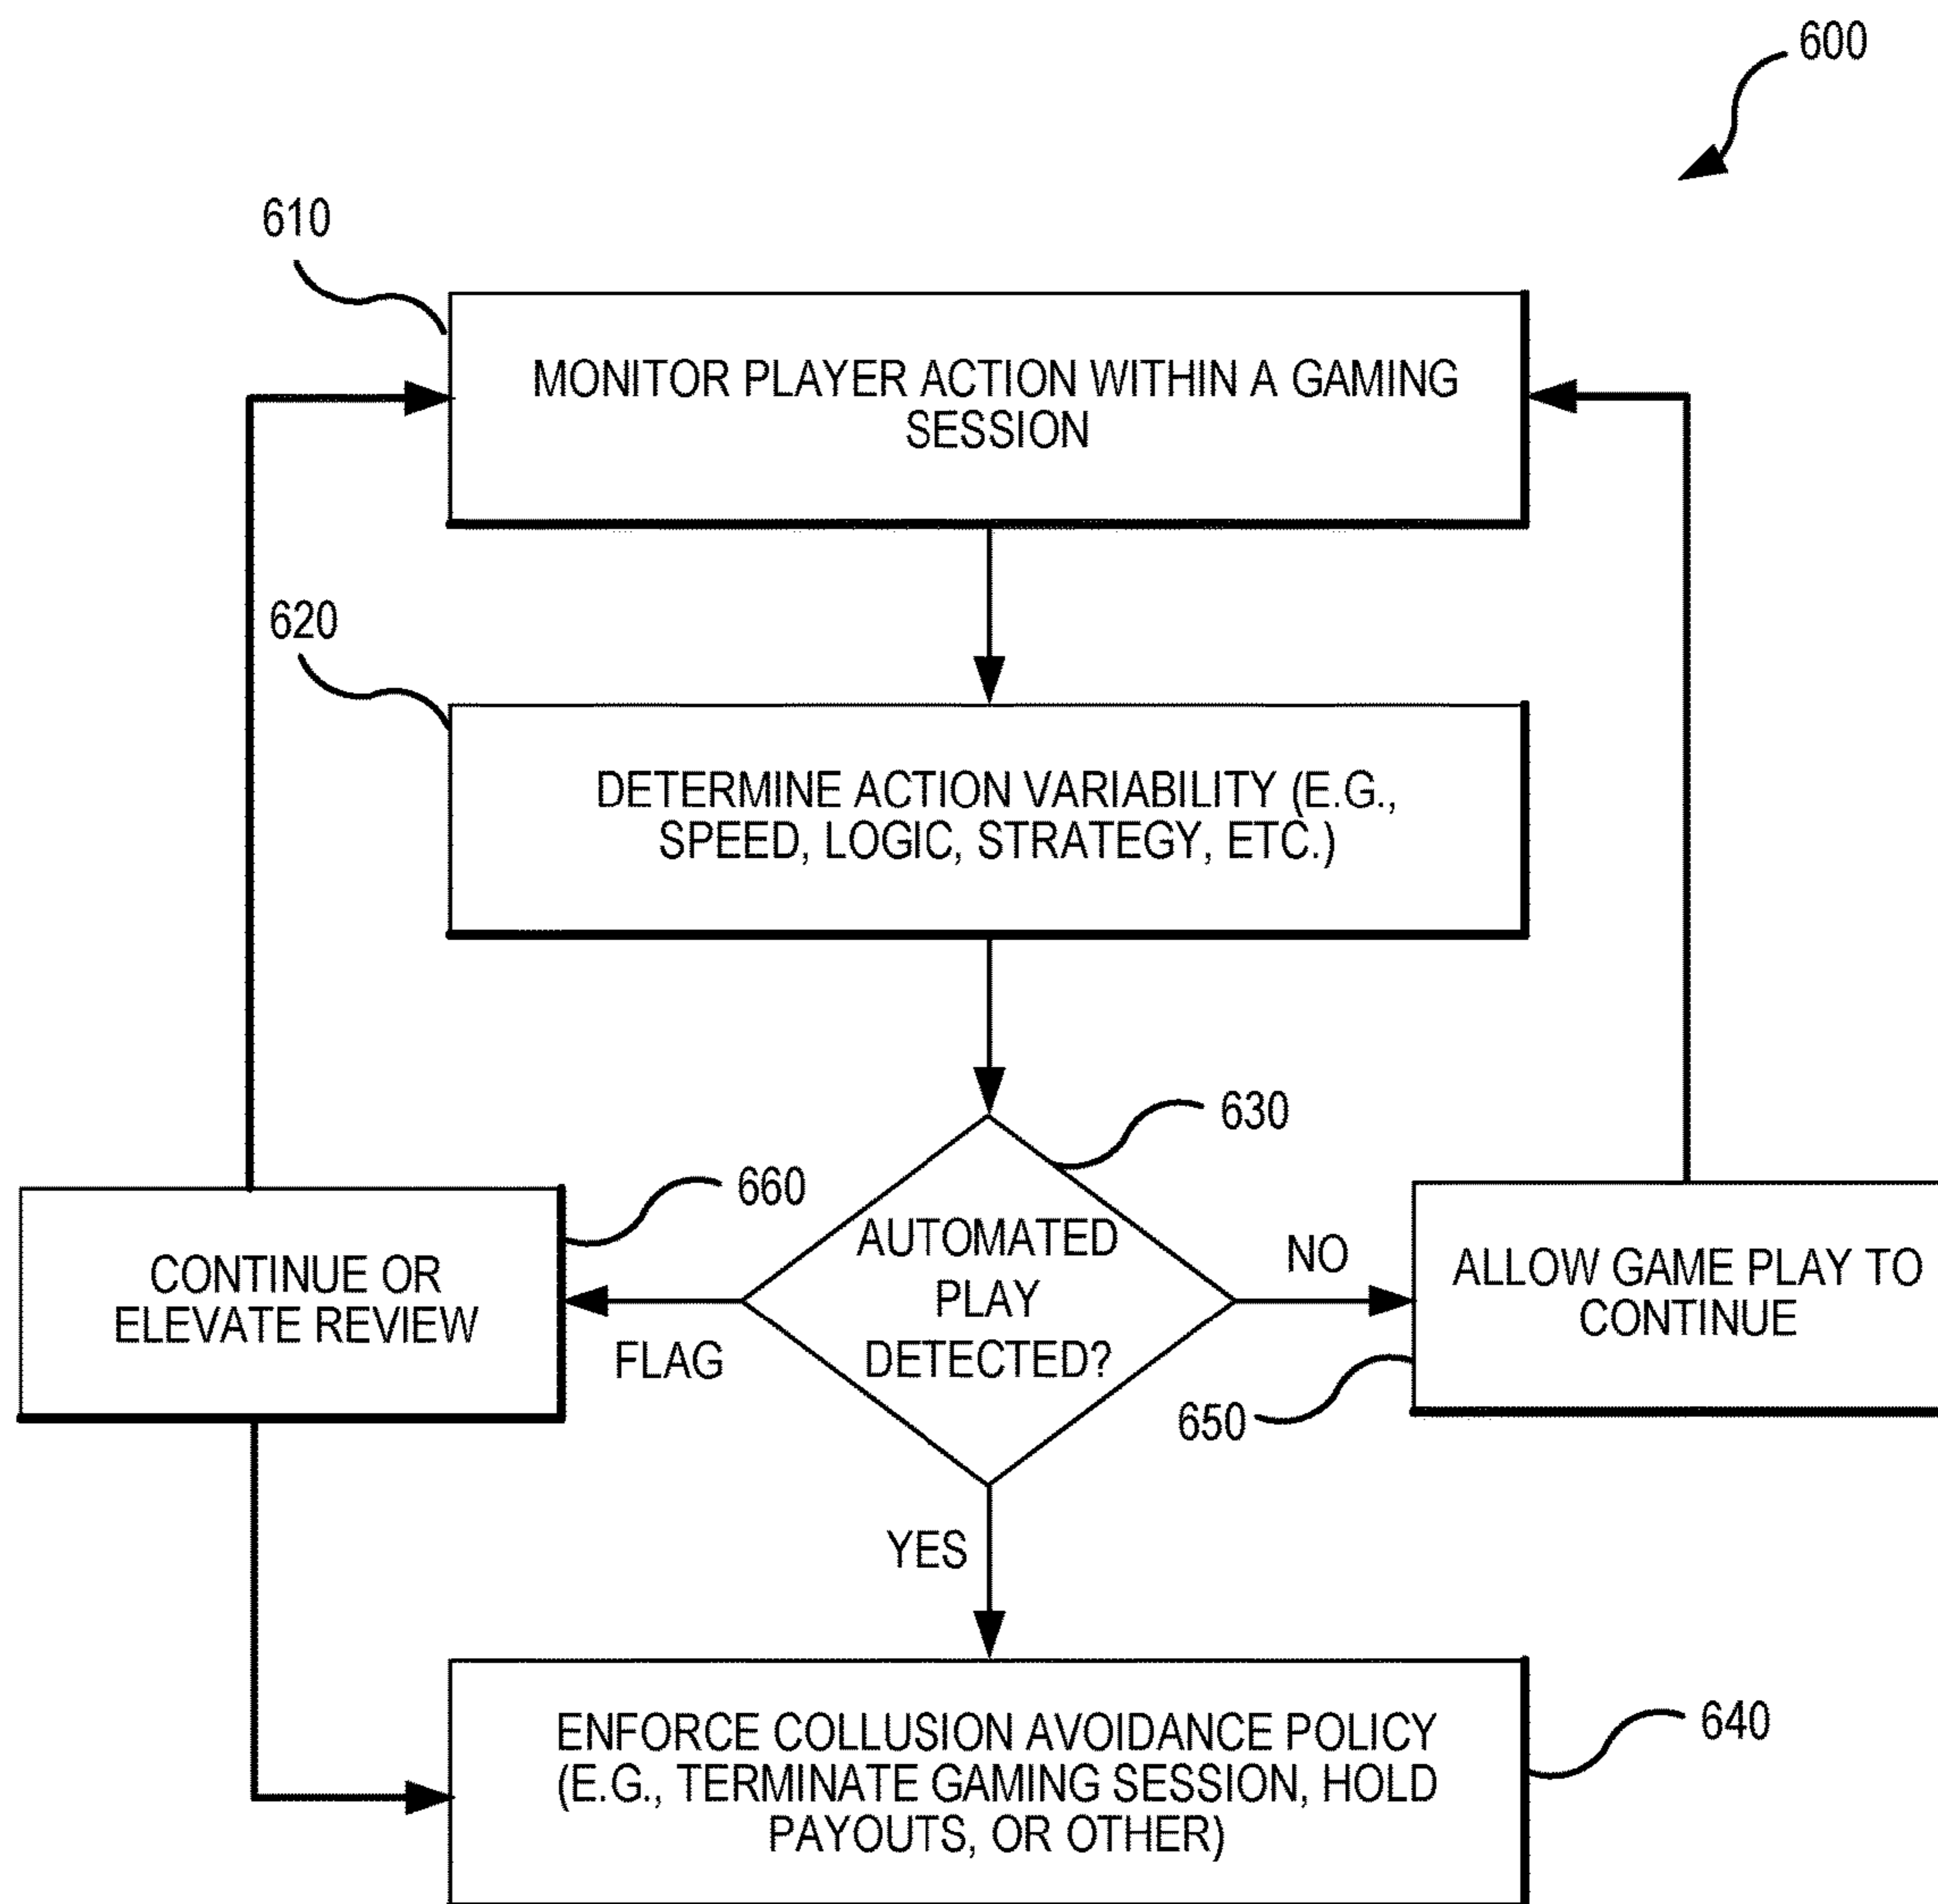 600
610
MONITOR PLAYER ACTION WITHIN A GAMING
SESSION
620
DETERMINE ACTION VARIABILITY (E.G.,
SPEED, LOGIC, STRATEGY, ETC.)
630
660
AUTOMATED
PLAY
DETECTED?
CONTINUE OR
ELEVATE REVIEW
FLAG
NO
ALLOW GAME PLAY TO
CONTINUE
650
YES
ENFORCE COLLUSION AVOIDANCE POLICY
(E.G., TERMINATE GAMING SESSION, HOLD
PAYOUTS, OR OTHER)
640